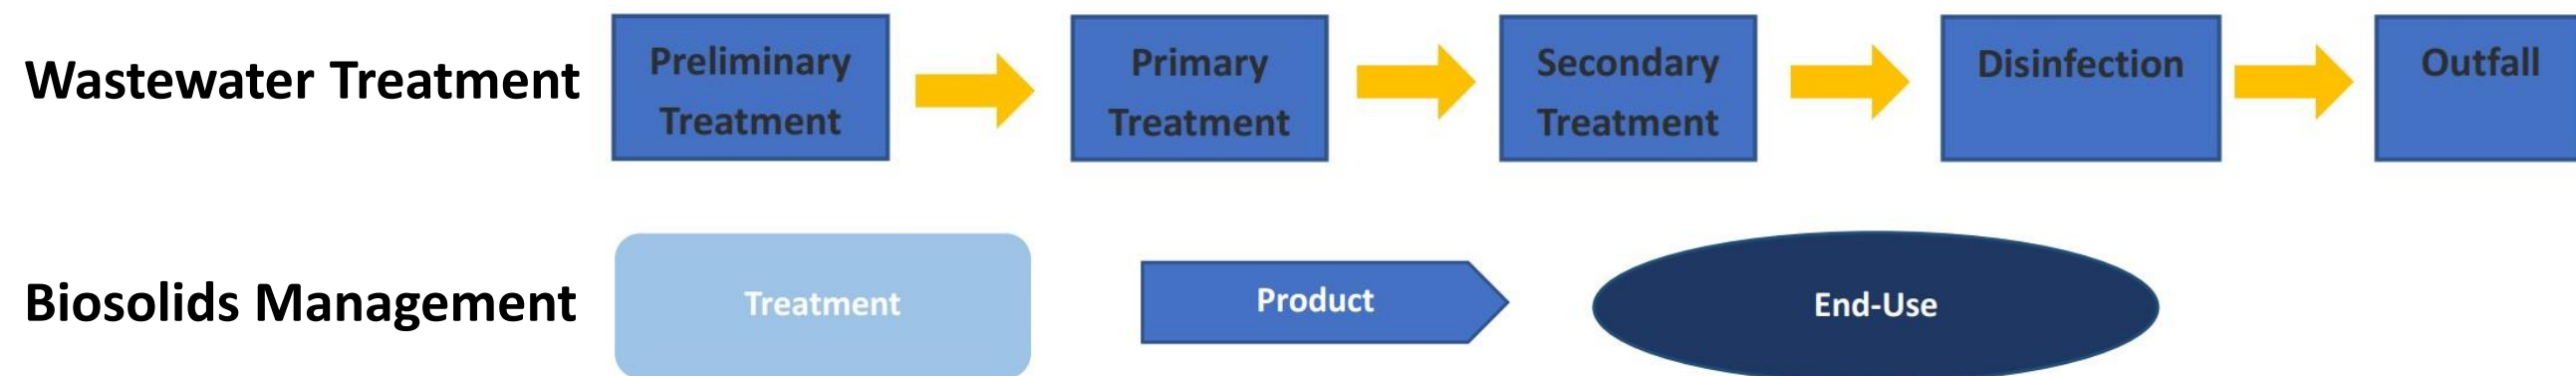 Wastewater Treatment
Preliminary
Treatment
Primary
Treatment
Secondary
Treatment
Disinfection
Outfall
Biosolids Management
Treatment
Product
End-Use